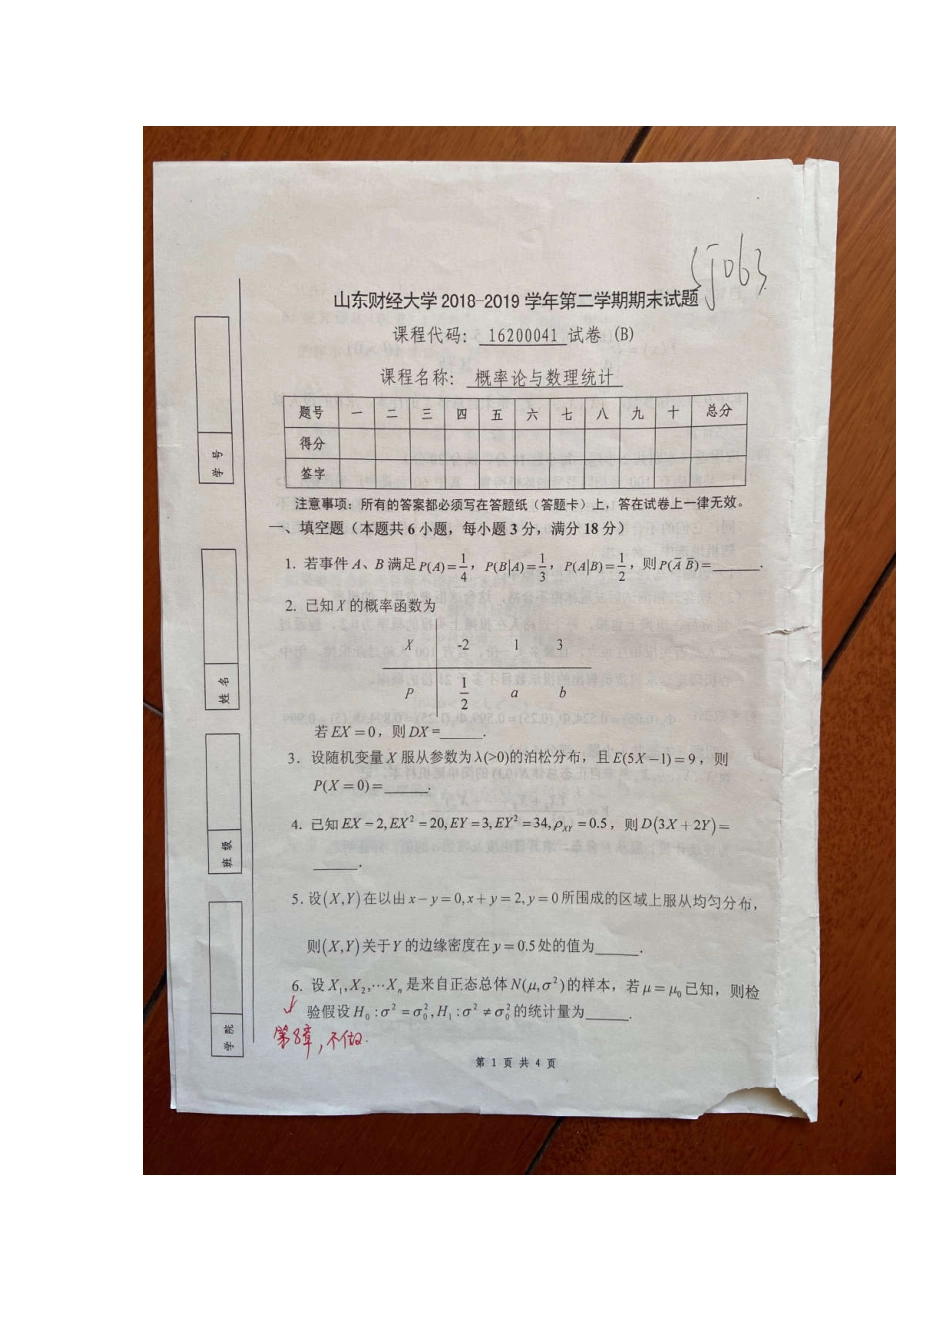 SJ063
山东财经大学2018-2019学年第二学期期末试题
课程代码： 16200041 试卷 (B)
课程名称： 概率论与数理统计
题号 一 二 三 四 五 六 七 八 九 十 总分
得分
签字
学号
姓名
班级
学院
注意事项：所有的答案都必须写在答题纸（答题卡）上，答在试卷上一律无效。
一、填空题（本题共6小题，每小题3分，满分18分）
1. 若事件A、B满足P(A)=1/4，P(B|A)=1/3，P(A|B)=1/2，则P(A̅ B̅)=______.
2. 已知X的概率函数为
X -2 1 3
P 1/2 a b
若EX=0，则DX=______.
3. 设随机变量X服从参数为λ(>0)的泊松分布，且E(5X−1)=9，则
P(X=0)=______.
4. 已知EX=2,EX²=20,EY=3,EY²=34,ρXY=0.5，则D(3X+2Y)=
______.
5. 设(X,Y)在以由x−y=0,x+y=2,y=0所围成的区域上服从均匀分布，
则(X,Y)关于Y的边缘密度在y=0.5处的值为______.
6. 设X₁,X₂,⋯Xₙ是来自正态总体N(μ,σ²)的样本，若μ=μ₀已知，则检
验假设H₀:σ²=σ₀²,H₁:σ²≠σ₀²的统计量为______.
第8章，不做.
第 1 页 共 4 页